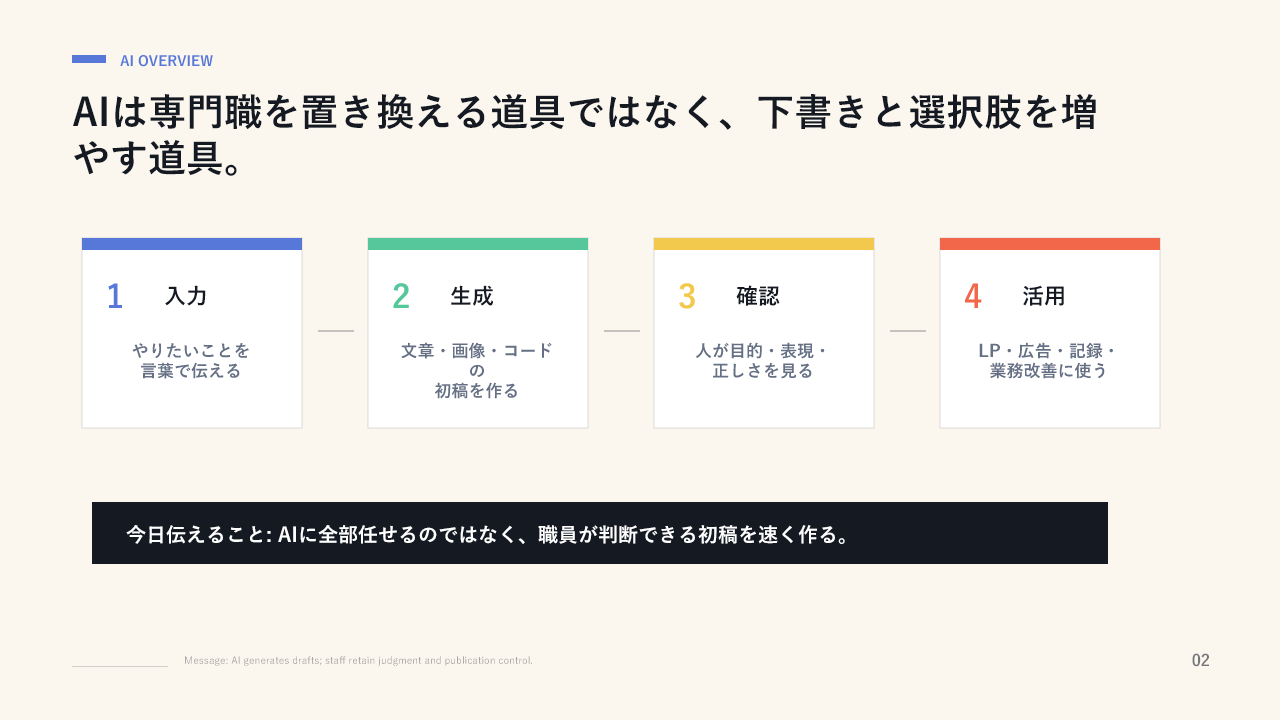 AI OVERVIEW
AIは専門職を置き換える道具ではなく、下書きと選択肢を増
やす道具。
1 入力
やりたいことを
言葉で伝える
2 生成
文章・画像・コード
の
初稿を作る
3 確認
人が目的・表現・
正しさを見る
4 活用
LP・広告・記録・
業務改善に使う
今日伝えること: AIに全部任せるのではなく、職員が判断できる初稿を速く作る。
Message: AI generates drafts; staff retain judgment and publication control.
02